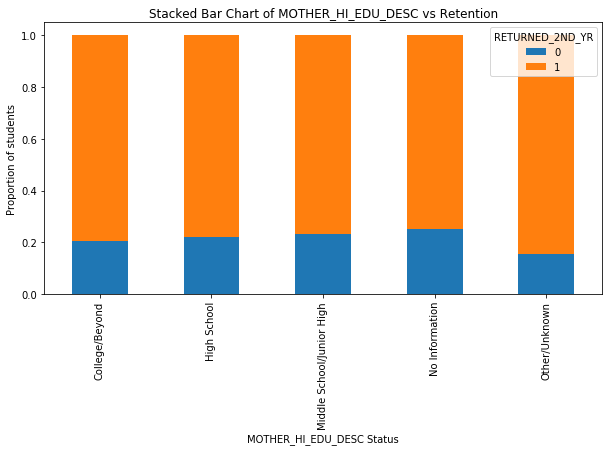 Stacked Bar Chart of MOTHER_HI_EDU_DESC vs Retention
RETURNED_2ND_YR
0
1
Proportion of students
1.0
0.8
0.6
0.4
0.2
0.0
College/Beyond
High School
Middle School/Junior High
No Information
Other/Unknown
MOTHER_HI_EDU_DESC Status